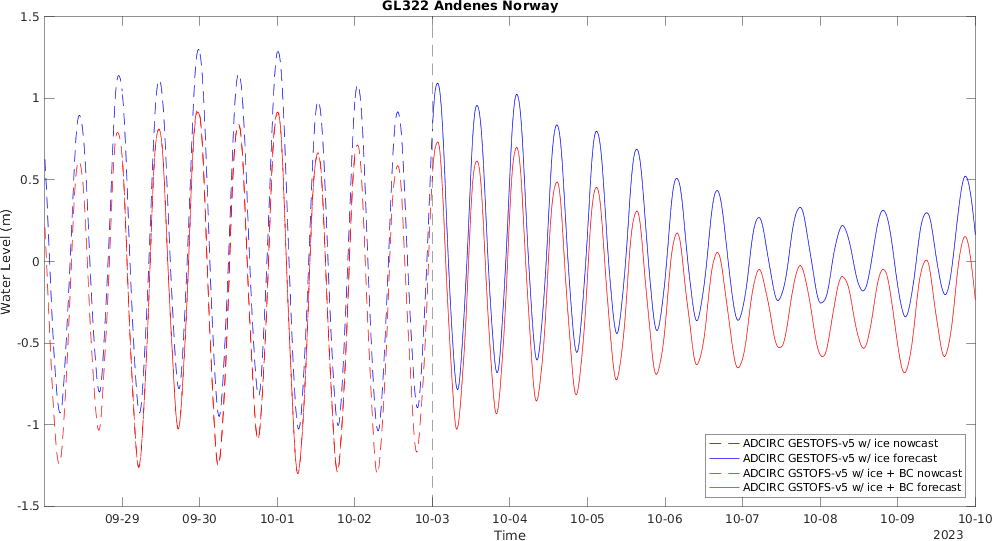 GL322 Andenes Norway
1.5
1
0.5
0
-0.5
-1
-1.5
Water Level (m)
09-29 09-30 10-01 10-02 10-03 10-04 10-05 10-06 10-07 10-08 10-09 10-10
Time
2023
ADCIRC GESTOFS-v5 w/ ice nowcast
ADCIRC GESTOFS-v5 w/ ice forecast
ADCIRC GSTOFS-v5 w/ ice + BC nowcast
ADCIRC GSTOFS-v5 w/ ice + BC forecast